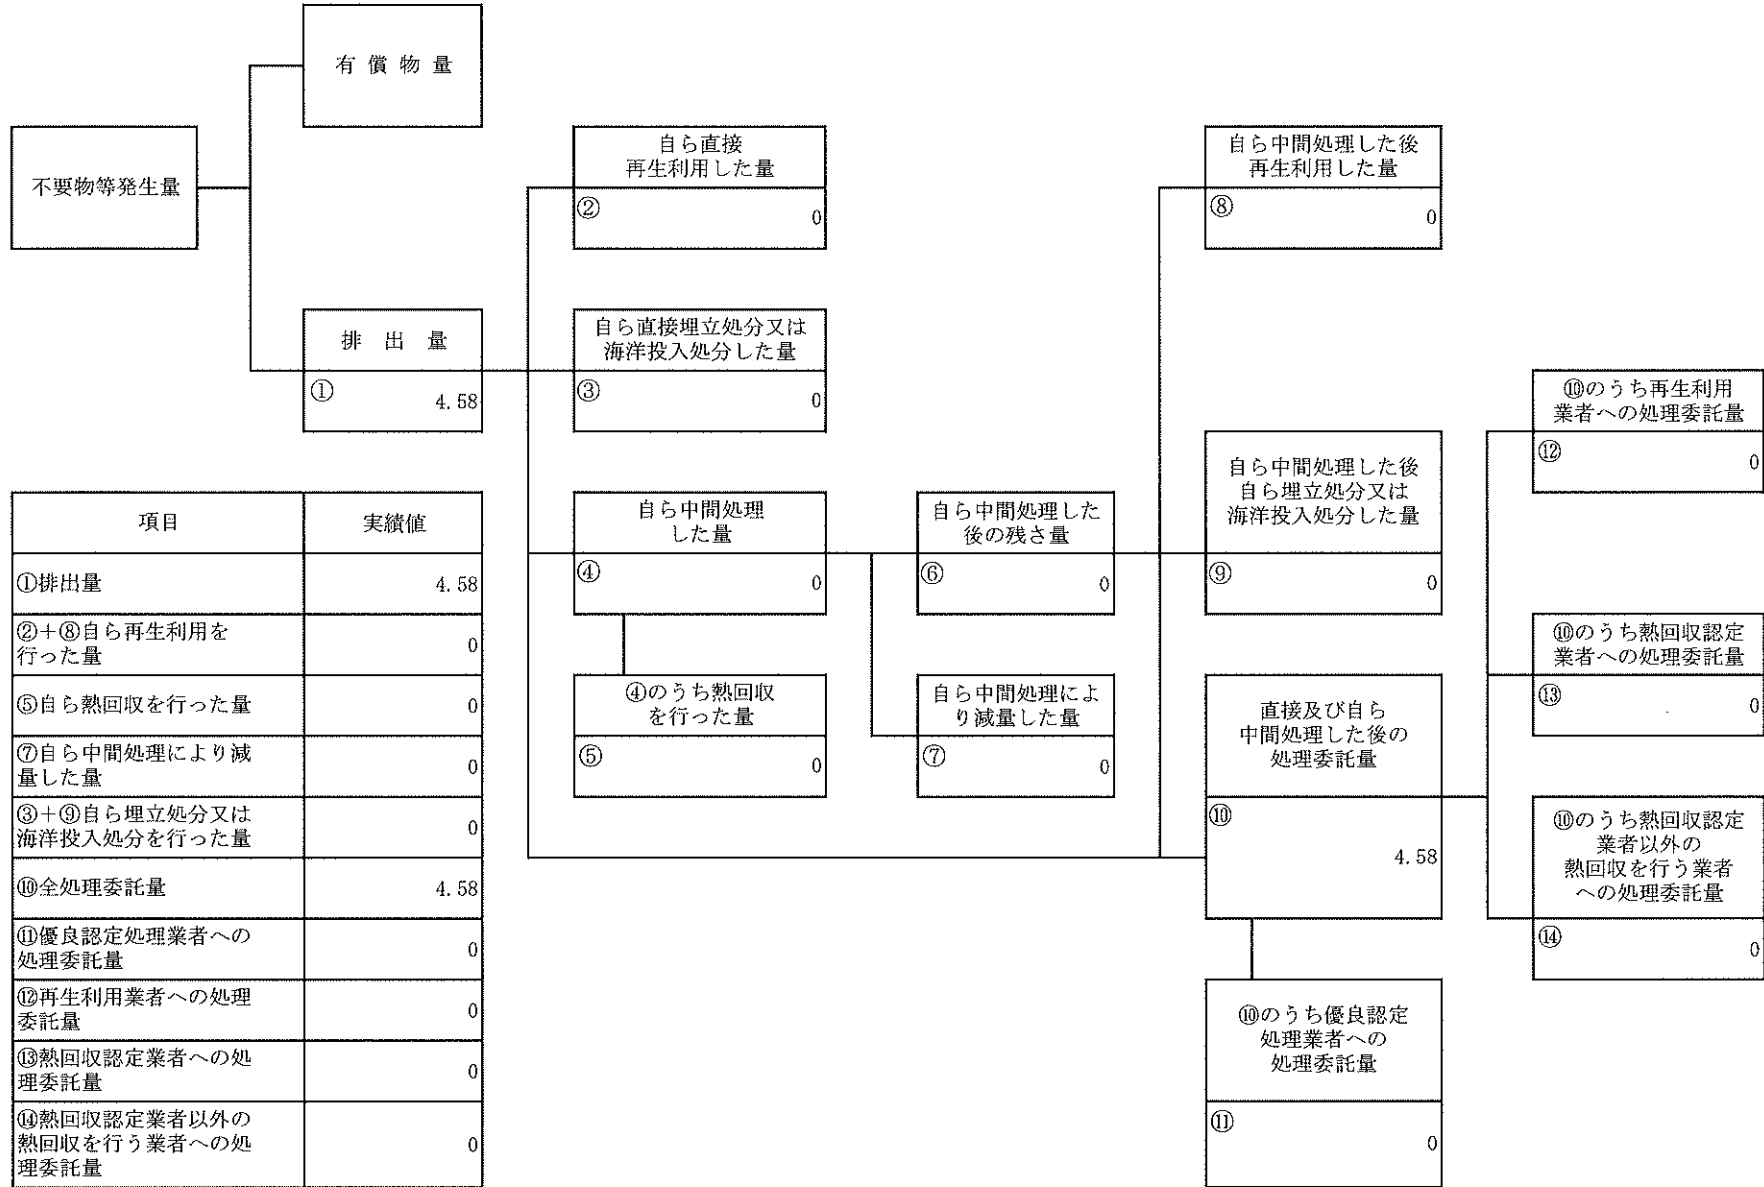 有償物量
不要物等発生量
排出量
① 4.58
自ら直接
再生利用した量
② 0
自ら直接埋立処分又は
海洋投入処分した量
③ 0
自ら中間処理
した量
④ 0
④のうち熱回収
を行った量
⑤ 0
自ら中間処理した
後の残さ量
⑥ 0
自ら中間処理によ
り減量した量
⑦ 0
自ら中間処理した後
再生利用した量
⑧ 0
自ら中間処理した後
自ら埋立処分又は
海洋投入処分した量
⑨ 0
直接及び自ら
中間処理した後の
処理委託量
⑩
4.58
⑩のうち優良認定
処理業者への
処理委託量
⑪ 0
⑩のうち再生利用
業者への処理委託量
⑫ 0
⑩のうち熱回収認定
業者への処理委託量
⑬ 0
⑩のうち熱回収認定
業者以外の
熱回収を行う業者
への処理委託量
⑭ 0
項目 実績値
①排出量 4.58
②+⑧自ら再生利用を
行った量 0
⑤自ら熱回収を行った量 0
⑦自ら中間処理により減
量した量 0
③+⑨自ら埋立処分又は
海洋投入処分を行った量 0
⑩全処理委託量 4.58
⑪優良認定処理業者への
処理委託量 0
⑫再生利用業者への処理
委託量 0
⑬熱回収認定業者への処
理委託量 0
⑭熱回収認定業者以外の
熱回収を行う業者への処 0
理委託量